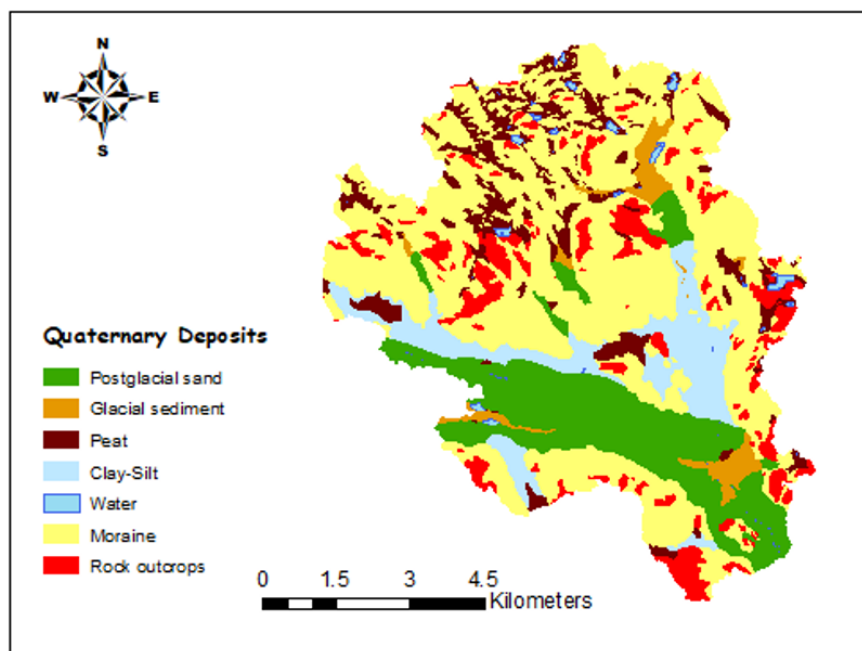 N
W E
S
Quaternary Deposits
Postglacial sand
Glacial sediment
Peat
Clay-Silt
Water
Moraine
Rock outcrops
0 1.5 3 4.5
Kilometers